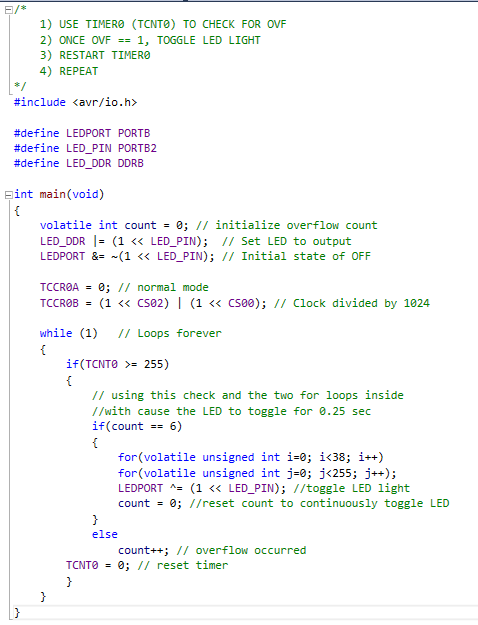 /*
    1) USE TIMER0 (TCNT0) TO CHECK FOR OVF
    2) ONCE OVF == 1, TOGGLE LED LIGHT
    3) RESTART TIMER0
    4) REPEAT
*/
#include <avr/io.h>

#define LEDPORT PORTB
#define LED_PIN PORTB2
#define LED_DDR DDRB

int main(void)
{
    volatile int count = 0; // initialize overflow count
    LED_DDR |= (1 << LED_PIN);  // Set LED to output
    LEDPORT &= ~(1 << LED_PIN); // Initial state of OFF

    TCCR0A = 0; // normal mode
    TCCR0B = (1 << CS02) | (1 << CS00); // Clock divided by 1024

    while (1)   // Loops forever
    {
        if(TCNT0 >= 255)
        {
            // using this check and the two for loops inside
            //with cause the LED to toggle for 0.25 sec
            if(count == 6)
            {
                for(volatile unsigned int i=0; i<38; i++)
                for(volatile unsigned int j=0; j<255; j++);
                LEDPORT ^= (1 << LED_PIN); //toggle LED light
                count = 0; //reset count to continuously toggle LED
            }
            else
                count++; // overflow occurred
        TCNT0 = 0; // reset timer
        }
    }
}